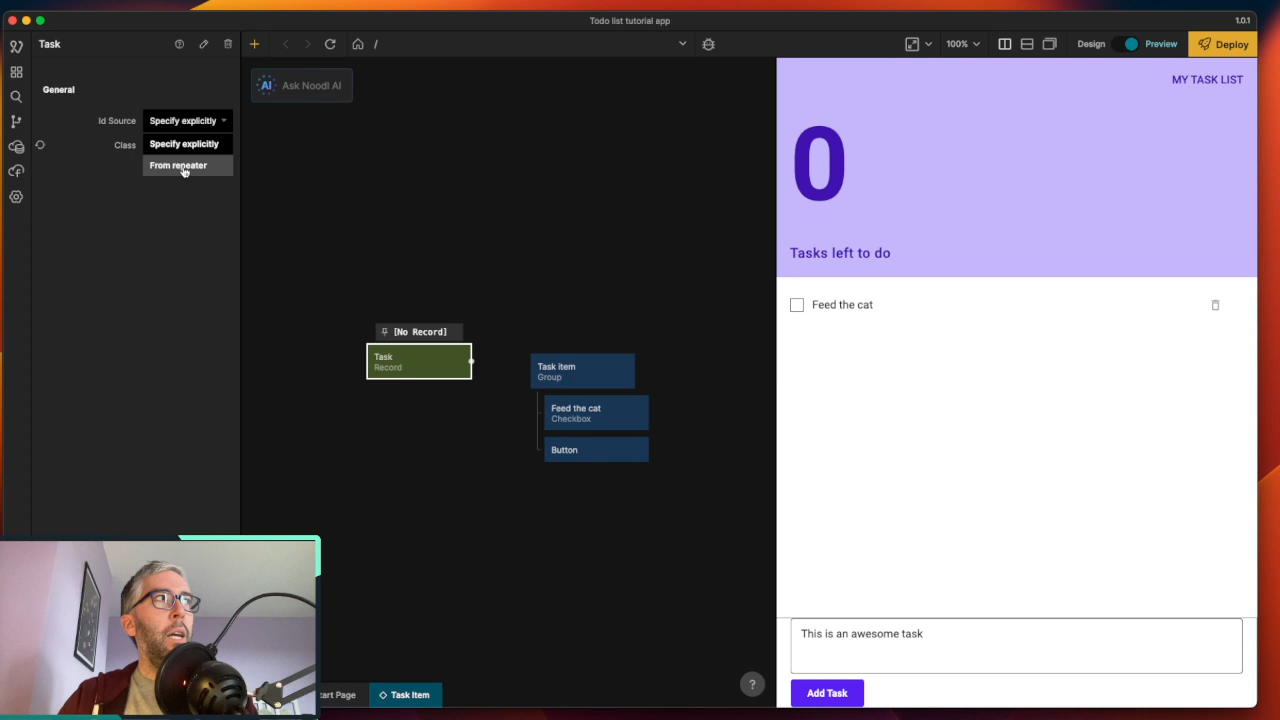 Todo list tutorial app
1.0.1
Task
/
100%
Design
Preview
Deploy
General
AI
Ask Noodl AI
MY TASK LIST
Id Source
Specify explicitly
Class
Specify explicitly
From repeater
0
Tasks left to do
Feed the cat
[No Record]
Task
Record
Task item
Group
Feed the cat
Checkbox
Button
This is an awesome task
Add Task
?
tart Page
Task Item